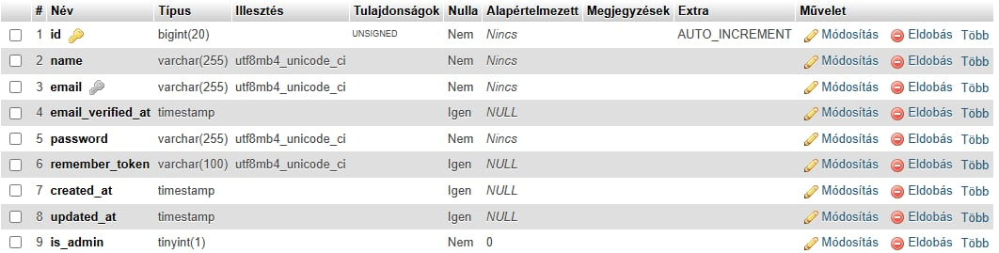 # Név Típus Illesztés Tulajdonságok Nulla Alapértelmezett Megjegyzések Extra Művelet
1 id bigint(20) UNSIGNED Nem Nincs AUTO_INCREMENT Módosítás Eldobás Több
2 name varchar(255) utf8mb4_unicode_ci Nem Nincs Módosítás Eldobás Több
3 email varchar(255) utf8mb4_unicode_ci Nem Nincs Módosítás Eldobás Több
4 email_verified_at timestamp Igen NULL Módosítás Eldobás Több
5 password varchar(255) utf8mb4_unicode_ci Nem Nincs Módosítás Eldobás Több
6 remember_token varchar(100) utf8mb4_unicode_ci Igen NULL Módosítás Eldobás Több
7 created_at timestamp Igen NULL Módosítás Eldobás Több
8 updated_at timestamp Igen NULL Módosítás Eldobás Több
9 is_admin tinyint(1) Nem 0 Módosítás Eldobás Több